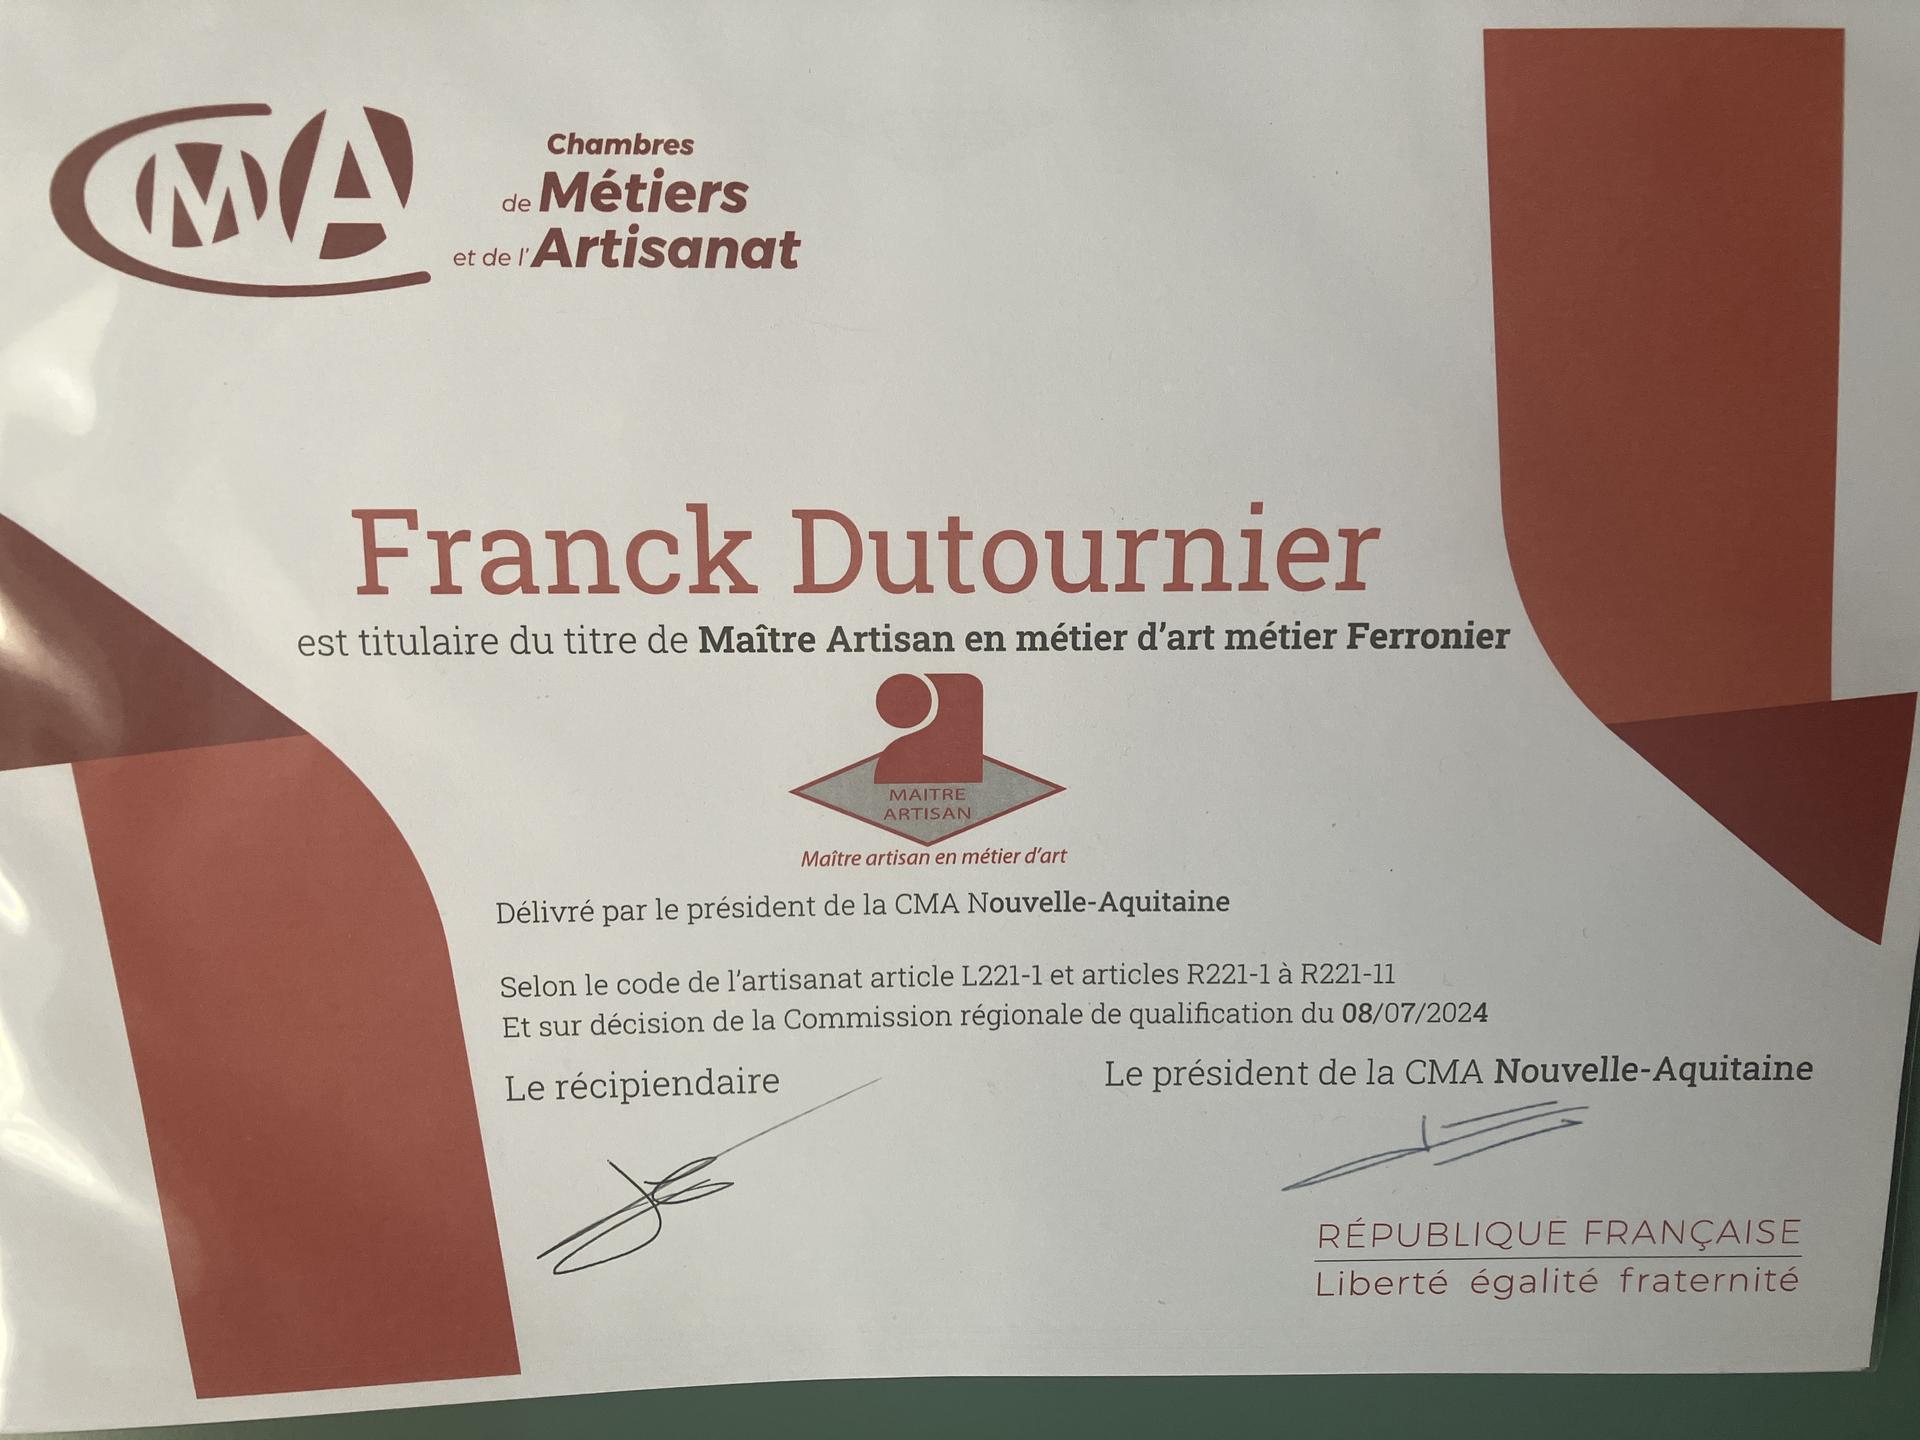 CMA
Chambres
de Métiers
et de l'Artisanat
Franck Dutournier
est titulaire du titre de Maître Artisan en métier d'art métier Ferronier
MAITRE
ARTISAN
Maître artisan en métier d'art
Délivré par le président de la CMA Nouvelle-Aquitaine
Selon le code de l'artisanat article L221-1 et articles R221-1 à R221-11
Et sur décision de la Commission régionale de qualification du 08/07/2024
Le récipiendaire
Le président de la CMA Nouvelle-Aquitaine
RÉPUBLIQUE FRANÇAISE
Liberté égalité fraternité